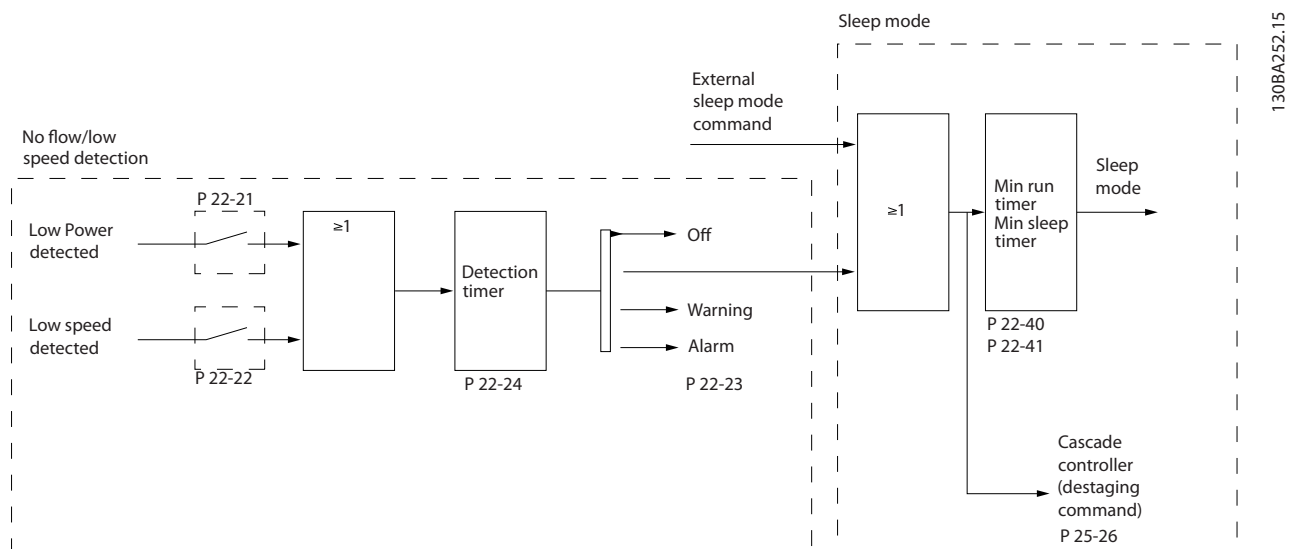 Sleep mode
130BA252.15
External
sleep mode
command
No flow/low
speed detection
P 22-21
Low Power
detected
≥1
Detection
timer
Off
Warning
Alarm
Low speed
detected
P 22-22
P 22-24
P 22-23
≥1
Min run
timer
Min sleep
timer
Sleep
mode
P 22-40
P 22-41
Cascade
controller
(destaging
command)
P 25-26